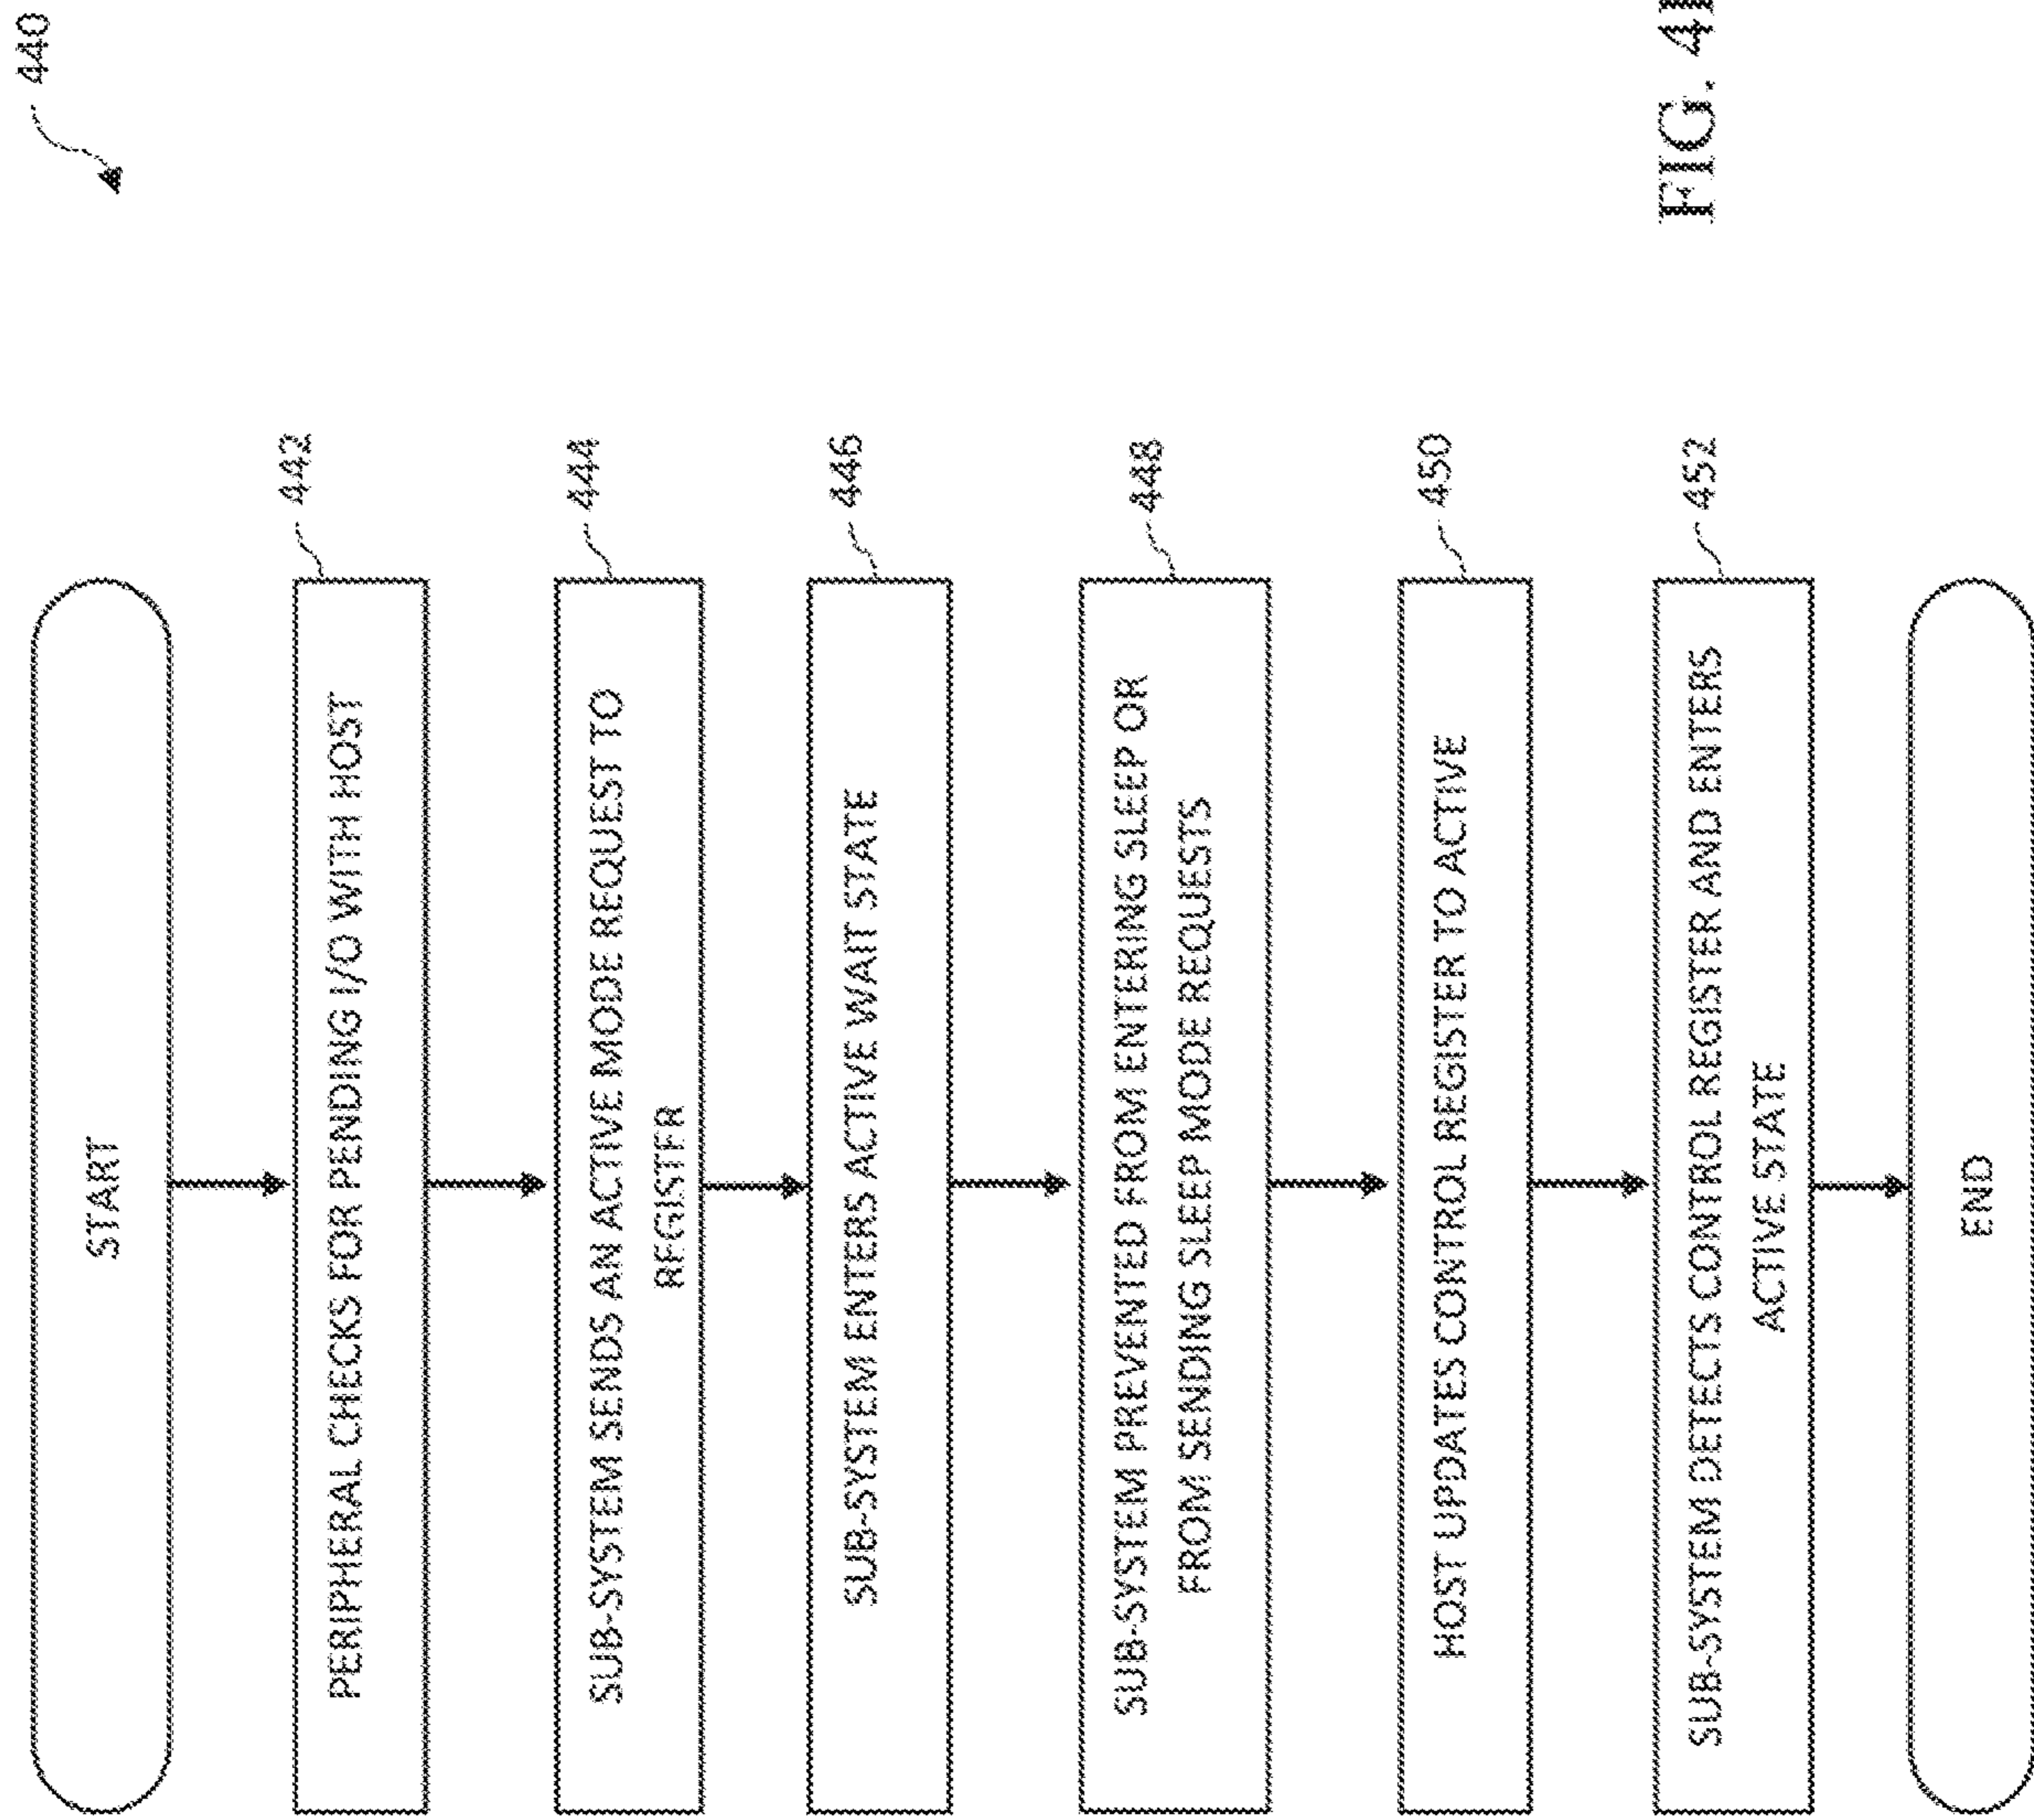 440
START
PERIPHERAL CHECKS FOR PENDING I/O WITH HOST
442
SUB-SYSTEM SENDS AN ACTIVE MODE REQUEST TO
REGISTER
444
SUB-SYSTEM ENTERS ACTIVE WAIT STATE
446
SUB-SYSTEM PREVENTED FROM ENTERING SLEEP OR
FROM SENDING SLEEP MODE REQUESTS
448
HOST UPDATES CONTROL REGISTER TO ACTIVE
450
SUB-SYSTEM DETECTS CONTROL REGISTER AND ENTERS
ACTIVE STATE
452
END
FIG.